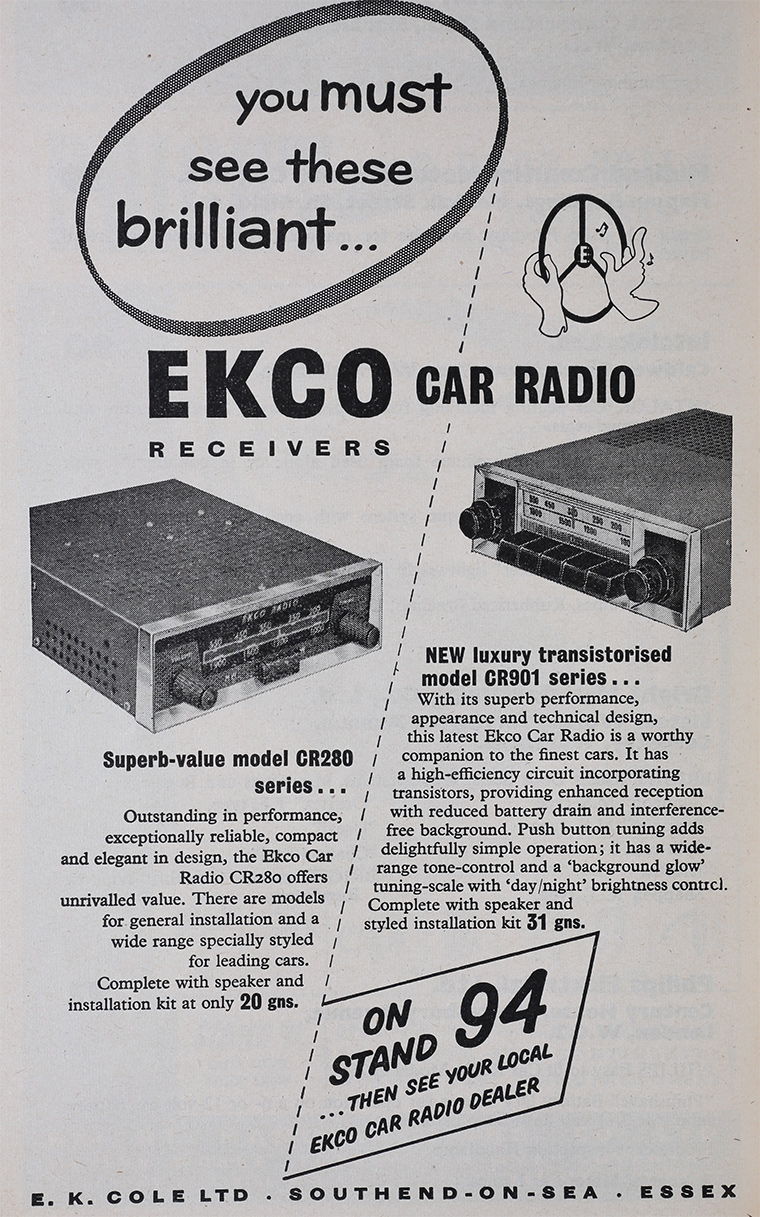 you must
see these
brilliant...
E
EKCO CAR RADIO
RECEIVERS
EKCO RADIO
Superb-value model CR280
series...
Outstanding in performance,
exceptionally reliable, compact
and elegant in design, the Ekco Car
Radio CR280 offers
unrivalled value. There are models
for general installation and a
wide range specially styled
for leading cars.
Complete with speaker and
installation kit at only 20 gns.
NEW luxury transistorised
model CR901 series...
With its superb performance,
appearance and technical design,
this latest Ekco Car Radio is a worthy
companion to the finest cars. It has
a high-efficiency circuit incorporating
transistors, providing enhanced reception
with reduced battery drain and interference-
free background. Push button tuning adds
delightfully simple operation; it has a wide-
range tone-control and a ‘background glow’
tuning-scale with ‘day/night’ brightness control.
Complete with speaker and
styled installation kit 31 gns.
ON
STAND 94
...THEN SEE YOUR LOCAL
EKCO CAR RADIO DEALER
E. K. COLE LTD . SOUTHEND-ON-SEA . ESSEX